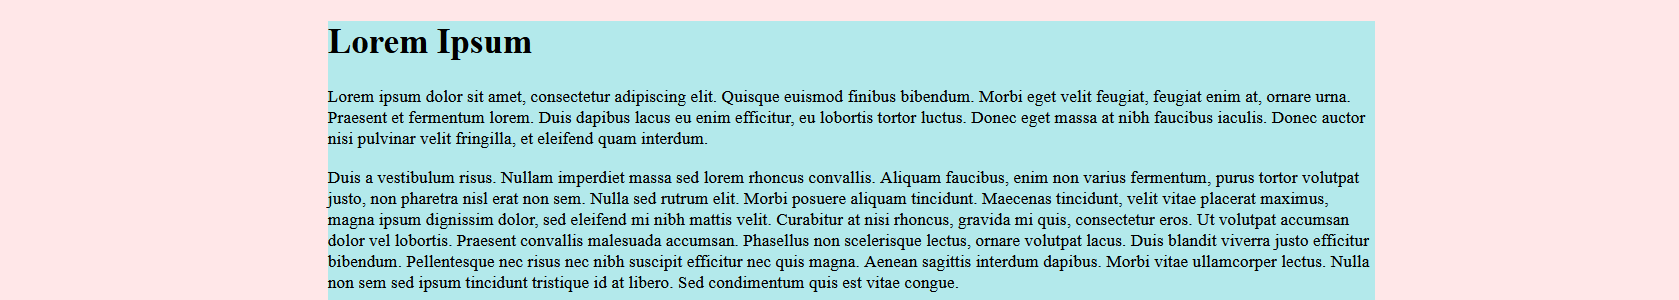 Lorem Ipsum
Lorem ipsum dolor sit amet, consectetur adipiscing elit. Quisque euismod finibus bibendum. Morbi eget velit feugiat, feugiat enim at, ornare urna.
Praesent et fermentum lorem. Duis dapibus lacus eu enim efficitur, eu lobortis tortor luctus. Donec eget massa at nibh faucibus iaculis. Donec auctor
nisi pulvinar velit fringilla, et eleifend quam interdum.
Duis a vestibulum risus. Nullam imperdiet massa sed lorem rhoncus convallis. Aliquam faucibus, enim non varius fermentum, purus tortor volutpat
justo, non pharetra nisl erat non sem. Nulla sed rutrum elit. Morbi posuere aliquam tincidunt. Maecenas tincidunt, velit vitae placerat maximus,
magna ipsum dignissim dolor, sed eleifend mi nibh mattis velit. Curabitur at nisi rhoncus, gravida mi quis, consectetur eros. Ut volutpat accumsan
dolor vel lobortis. Praesent convallis malesuada accumsan. Phasellus non scelerisque lectus, ornare volutpat lacus. Duis blandit viverra justo efficitur
bibendum. Pellentesque nec risus nec nibh suscipit efficitur nec quis magna. Aenean sagittis interdum dapibus. Morbi vitae ullamcorper lectus. Nulla
non sem sed ipsum tincidunt tristique id at libero. Sed condimentum quis est vitae congue.